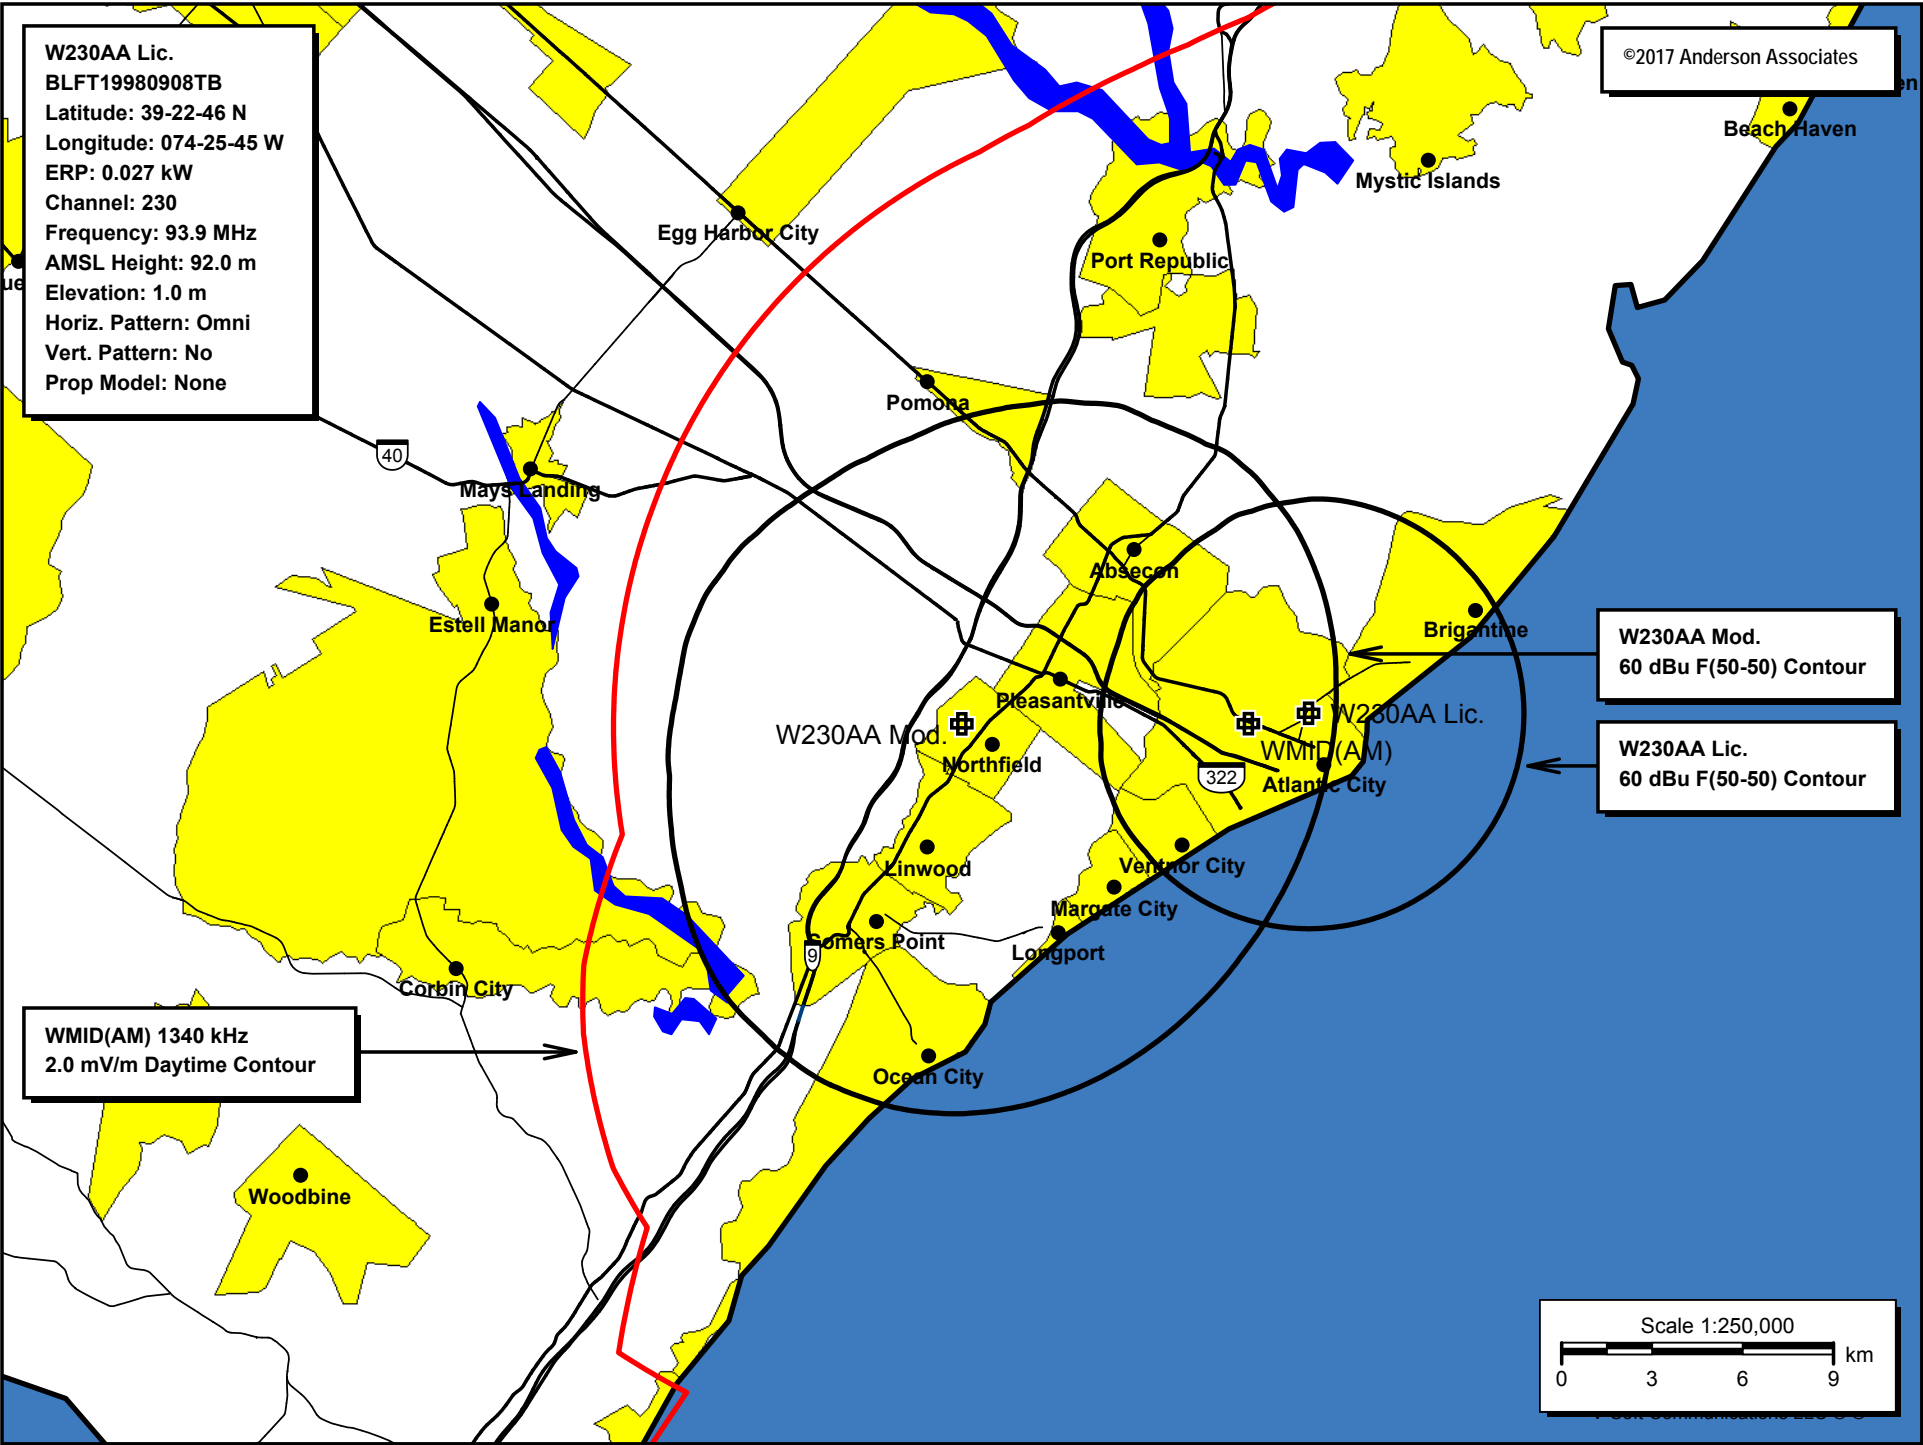 W230AA Lic.
BLFT19980908TB
Latitude: 39-22-46 N
Longitude: 074-25-45 W
ERP: 0.027 kW
Channel: 230
Frequency: 93.9 MHz
AMSL Height: 92.0 m
Elevation: 1.0 m
Horiz. Pattern: Omni
Vert. Pattern: No
Prop Model: None
©2017 Anderson Associates
Beach Haven
Mystic Islands
Egg Harbor City
Port Republic
Pomona
40
Mays Landing
Absecon
Estell Manor
Brigantine
W230AA Mod.
60 dBu F(50-50) Contour
Pleasantville
W230AA Lic.
W230AA Mod.
WMID(AM)
Northfield
322
Atlantic City
W230AA Lic.
60 dBu F(50-50) Contour
Linwood
Ventnor City
Margate City
Somers Point
Longport
9
Corbin City
WMID(AM) 1340 kHz
2.0 mV/m Daytime Contour
Ocean City
Woodbine
Scale 1:250,000
km
0 3 6 9